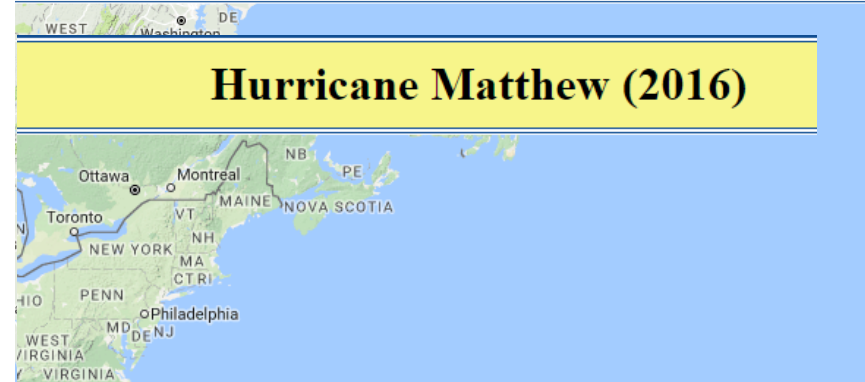 DE
WEST
Washington
Hurricane Matthew (2016)
NB
PE
Ottawa
Montreal
MAINE
NOVA SCOTIA
VT
Toronto
NH
NEW YORK
MA
CT RI
PENN
HIO
Philadelphia
MD
DE NJ
WEST
VIRGINIA
VIRGINIA